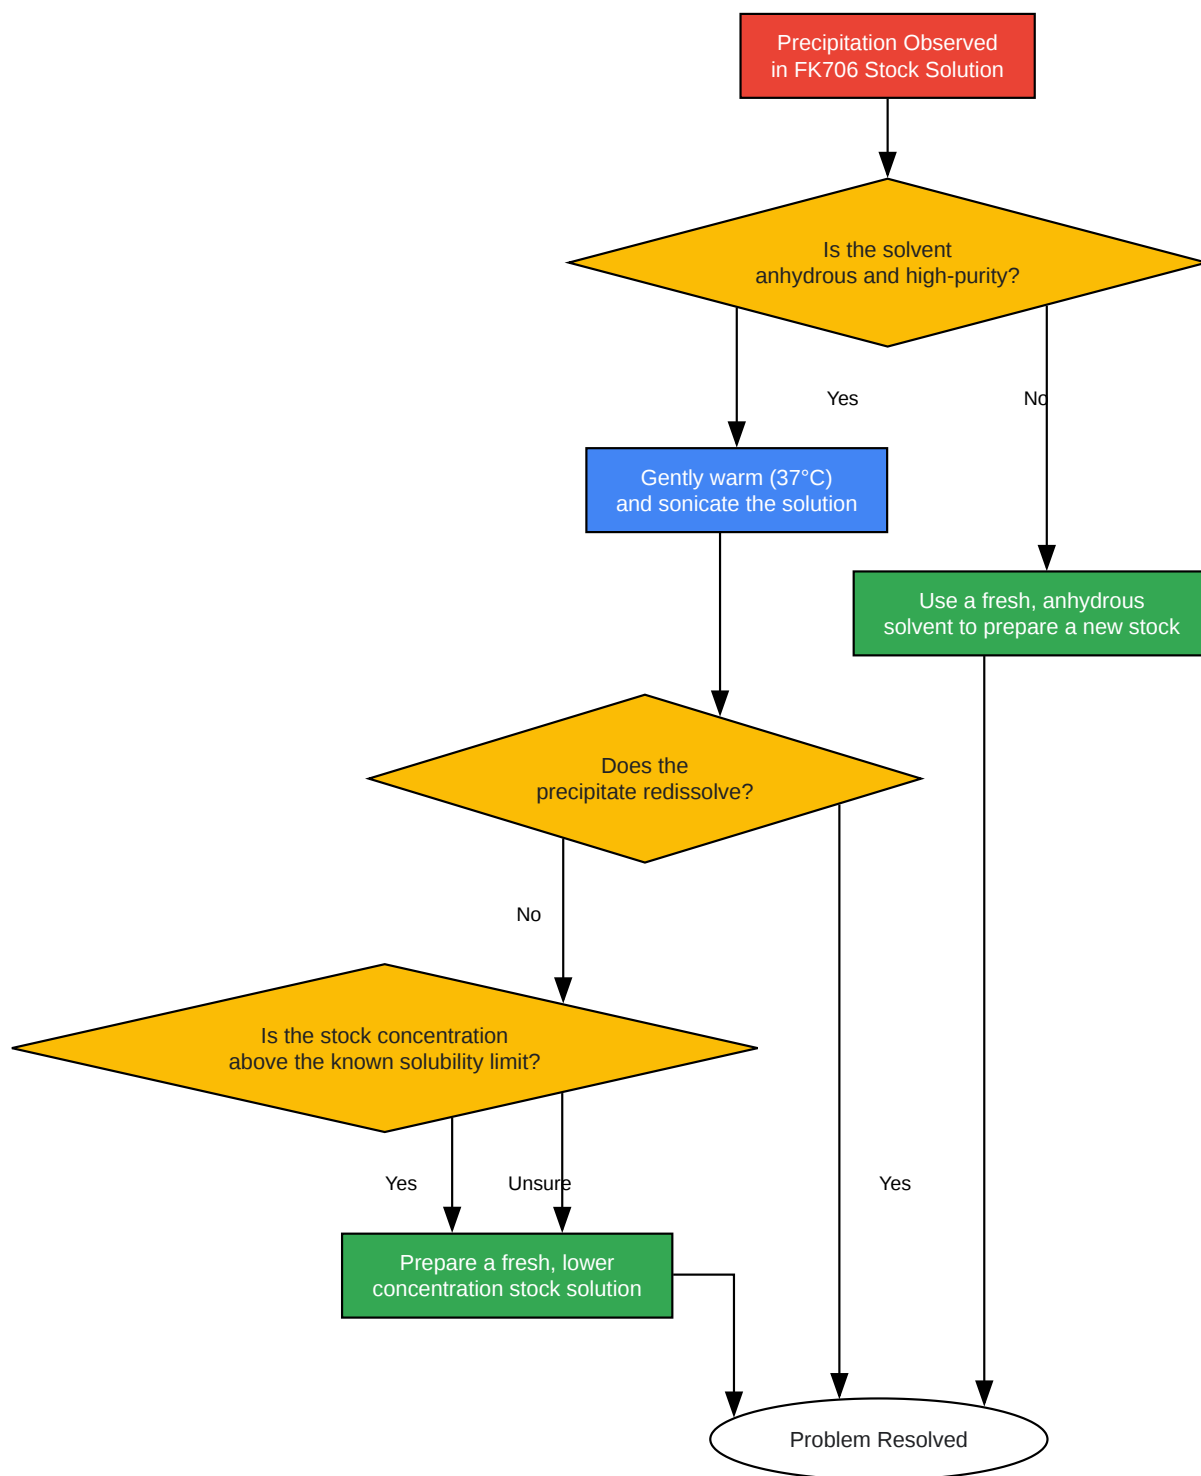 Precipitation Observed
in FK706 Stock Solution
Is the solvent
anhydrous and high-purity?
Yes
No
Gently warm (37°C)
and sonicate the solution
Use a fresh, anhydrous
solvent to prepare a new stock
Does the
precipitate redissolve?
No
Is the stock concentration
above the known solubility limit?
Yes
Unsure
Yes
Prepare a fresh, lower
concentration stock solution
Problem Resolved